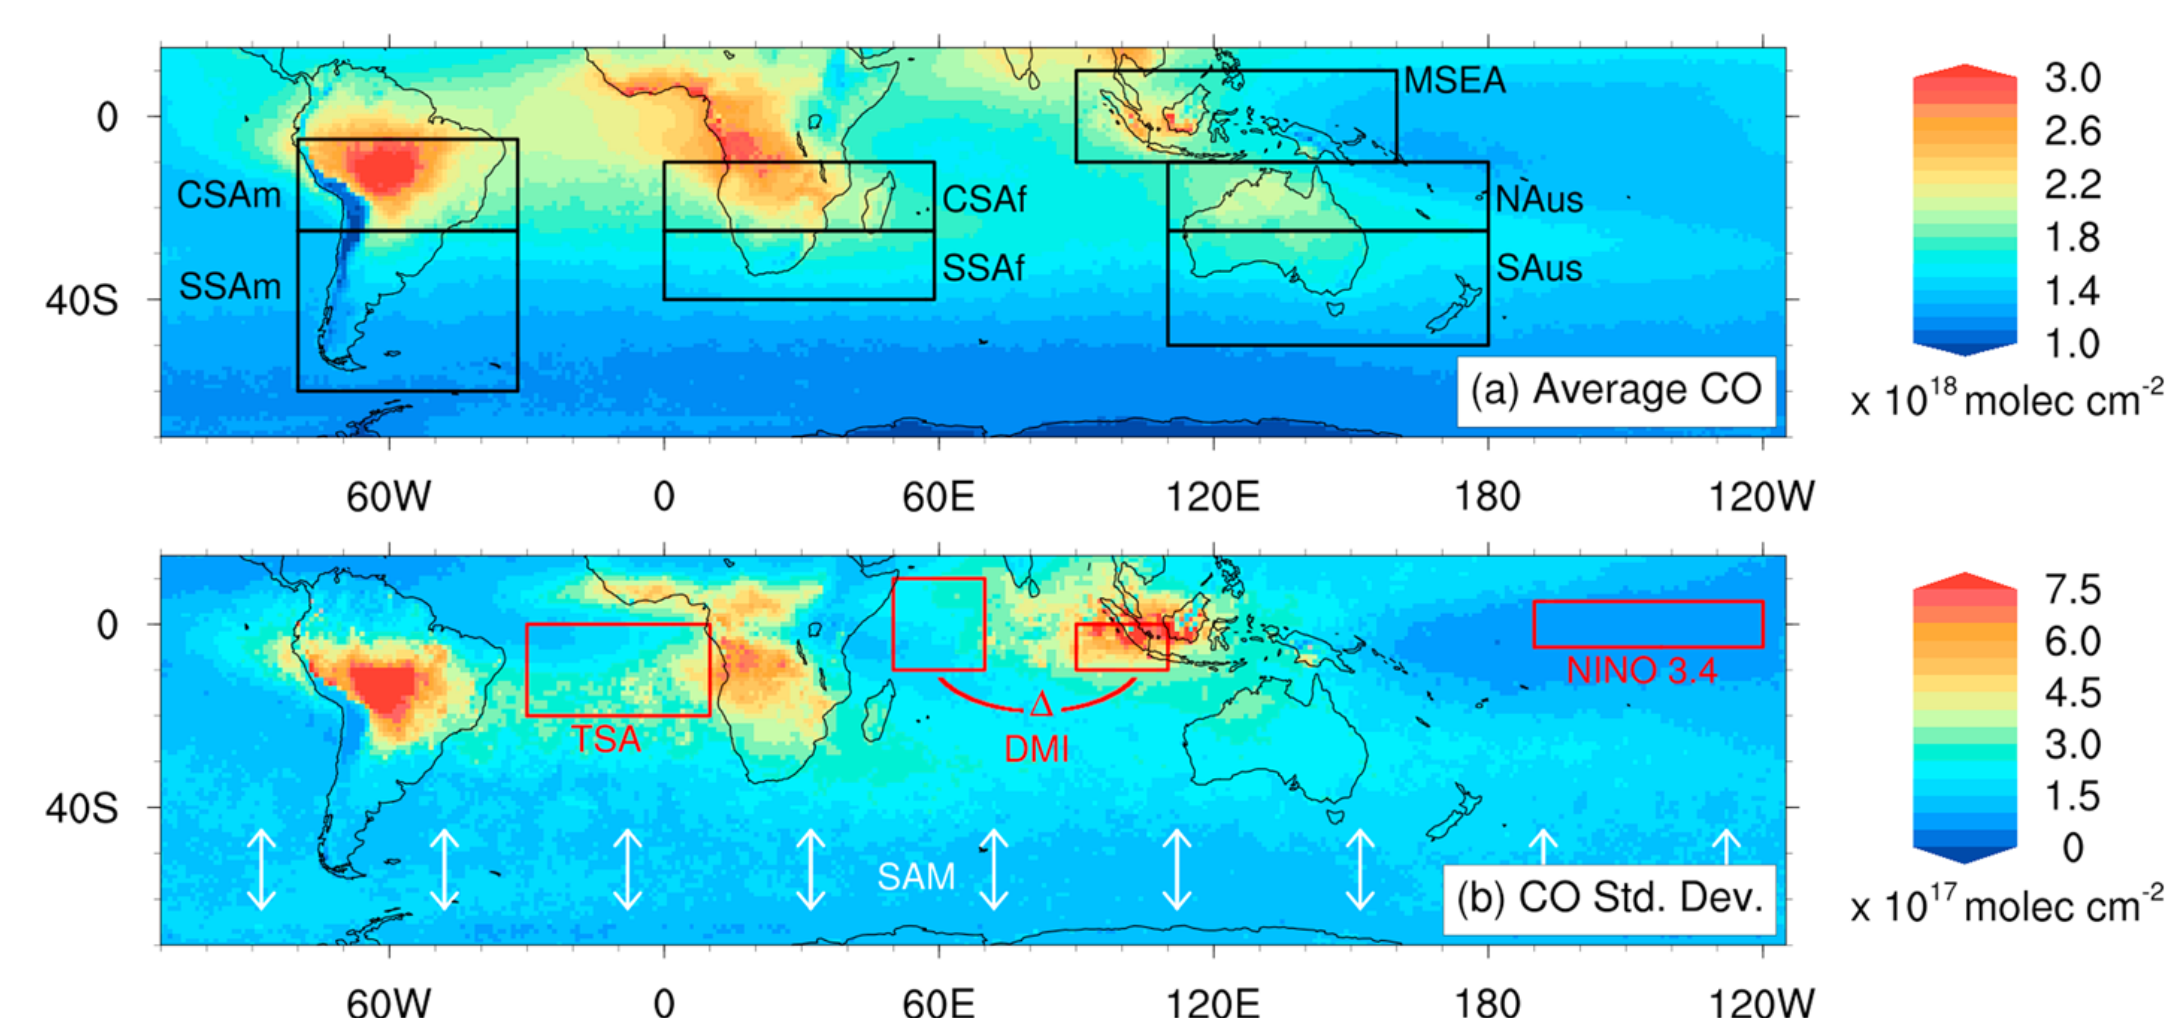 MSEA
3.0
0
2.6
2.2
CSAm
CSAf
NAus
1.8
SSAm
SSAf
SAus
1.4
40S
1.0
(a) Average CO
x 10^18 molec cm^-2
60W 0 60E 120E 180 120W
7.5
0
6.0
NINO 3.4
4.5
Δ
TSA
DMI
3.0
1.5
40S
0
SAM
(b) CO Std. Dev.
x 10^17 molec cm^-2
60W 0 60E 120E 180 120W